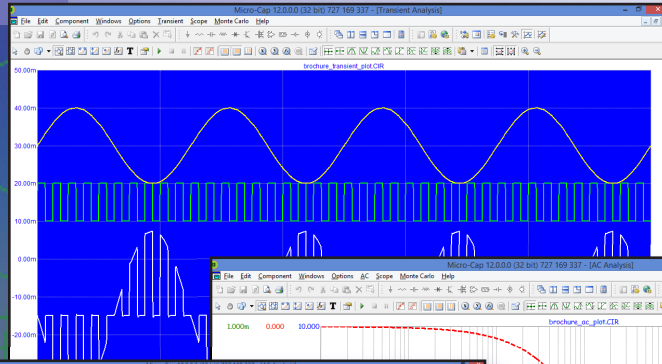 Micro-Cap 12.0.0.0 (32 bit) 727 169 337 - [Transient Analysis]
File Edit Component Windows Options Transient Scope Monte Carlo Help
brochure_transient_plot.CIR
50.00m
40.00m
30.00m
20.00m
10.00m
0.00m
-10.00m
-20.00m
Micro-Cap 12.0.0.0 (32 bit) 727 169 337 - [AC Analysis]
File Edit Component Windows Options AC Scope Monte Carlo Help
brochure_ac_plot.CIR
1.000m 0.000 10.000